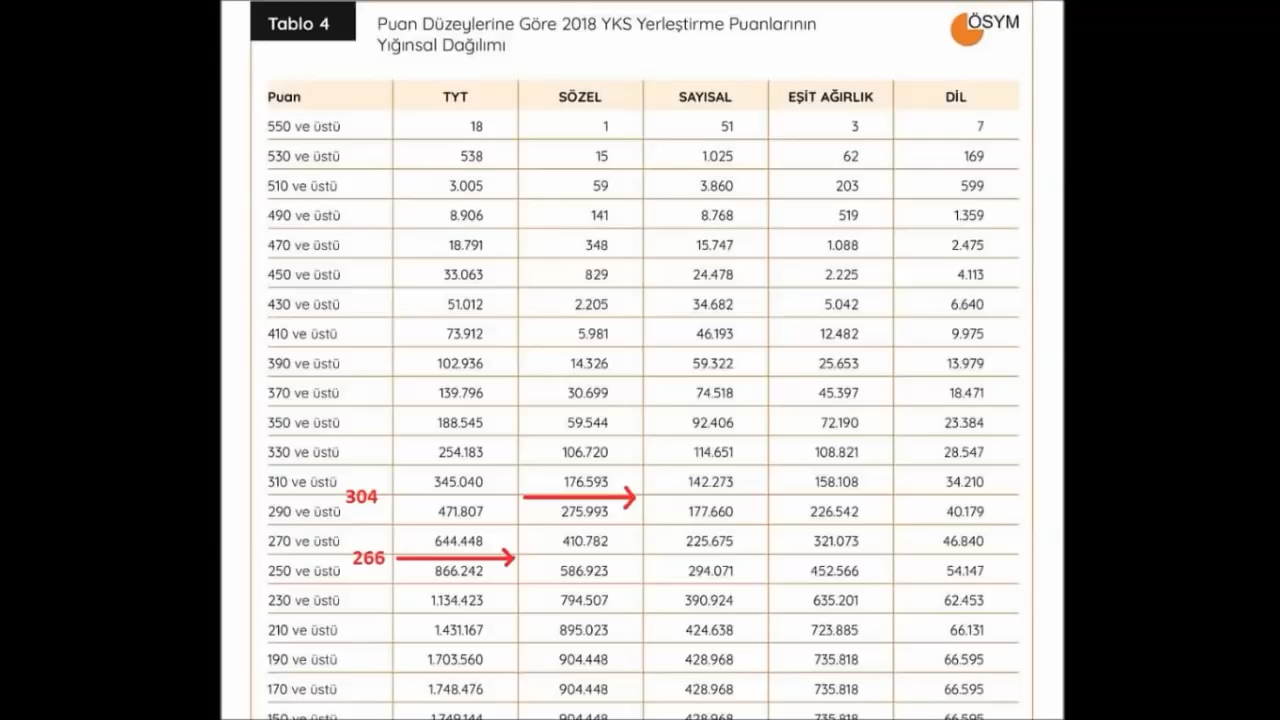 Tablo 4
Puan Düzeylerine Göre 2018 YKS Yerleştirme Puanlarının
Yığınsal Dağılımı
ÖSYM
Puan TYT SÖZEL SAYISAL EŞİT AĞIRLIK DİL
550 ve üstü 18 1 51 3 7
530 ve üstü 538 15 1.025 62 169
510 ve üstü 3.005 59 3.860 203 599
490 ve üstü 8.906 141 8.768 519 1.359
470 ve üstü 18.791 348 15.747 1.088 2.475
450 ve üstü 33.063 829 24.478 2.225 4.113
430 ve üstü 51.012 2.205 34.682 5.042 6.640
410 ve üstü 73.912 5.981 46.193 12.482 9.975
390 ve üstü 102.936 14.326 59.322 25.653 13.979
370 ve üstü 139.796 30.699 74.518 45.397 18.471
350 ve üstü 188.545 59.544 92.406 72.190 23.384
330 ve üstü 254.183 106.720 114.651 108.821 28.547
310 ve üstü 345.040 176.593 142.273 158.108 34.210
304
290 ve üstü 471.807 275.993 177.660 226.542 40.179
270 ve üstü 644.448 410.782 225.675 321.073 46.840
266
250 ve üstü 866.242 586.923 294.071 452.566 54.147
230 ve üstü 1.134.423 794.507 390.924 635.201 62.453
210 ve üstü 1.431.167 895.023 424.638 723.885 66.131
190 ve üstü 1.703.560 904.448 428.968 735.818 66.595
170 ve üstü 1.748.476 904.448 428.968 735.818 66.595
150 ve üstü 1.749.144 904.448 428.968 735.818 66.595